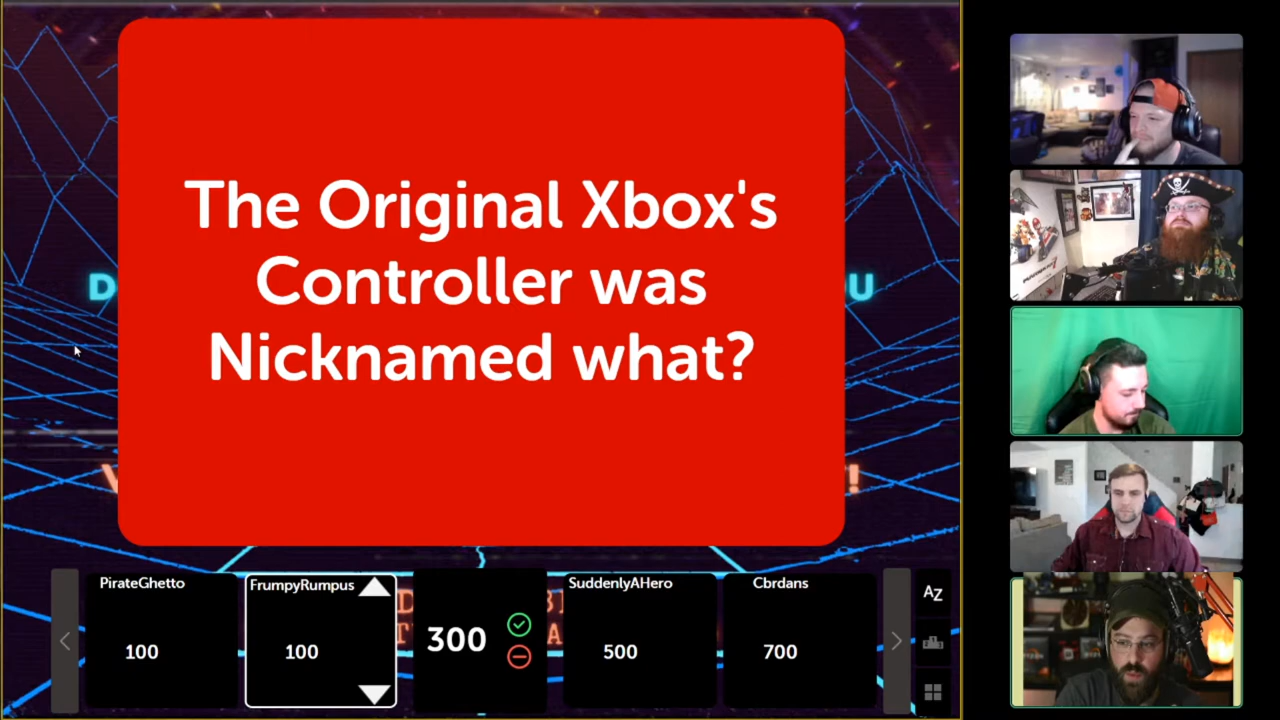 The Original Xbox's
Controller was
Nicknamed what?
PirateGhetto
FrumpyRumpus
SuddenlyAHero
Cbrdans
100
100
300
500
700
AZ